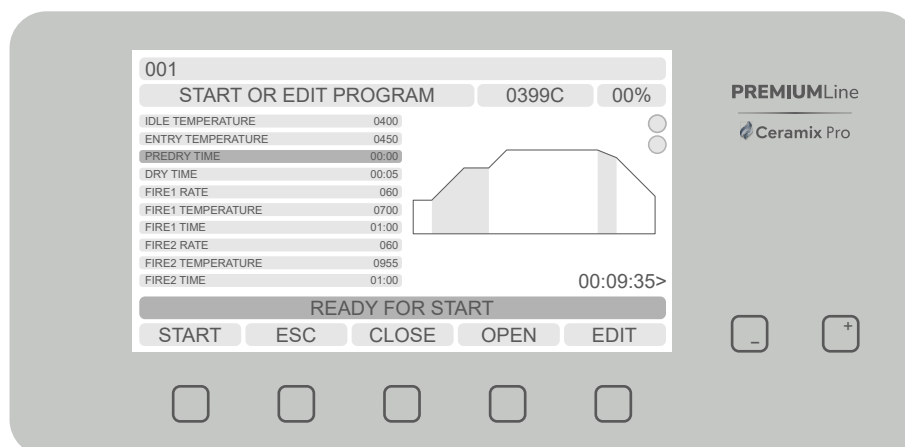 001
START OR EDIT PROGRAM 0399C 00%
IDLE TEMPERATURE 0400
ENTRY TEMPERATURE 0450
PREDRY TIME 00:00
DRY TIME 00:05
FIRE1 RATE 060
FIRE1 TEMPERATURE 0700
FIRE1 TIME 01:00
FIRE2 RATE 060
FIRE2 TEMPERATURE 0955
FIRE2 TIME 01:00
00:09:35>
READY FOR START
START ESC CLOSE OPEN EDIT
PREMIUMLine
Ceramix Pro
- +